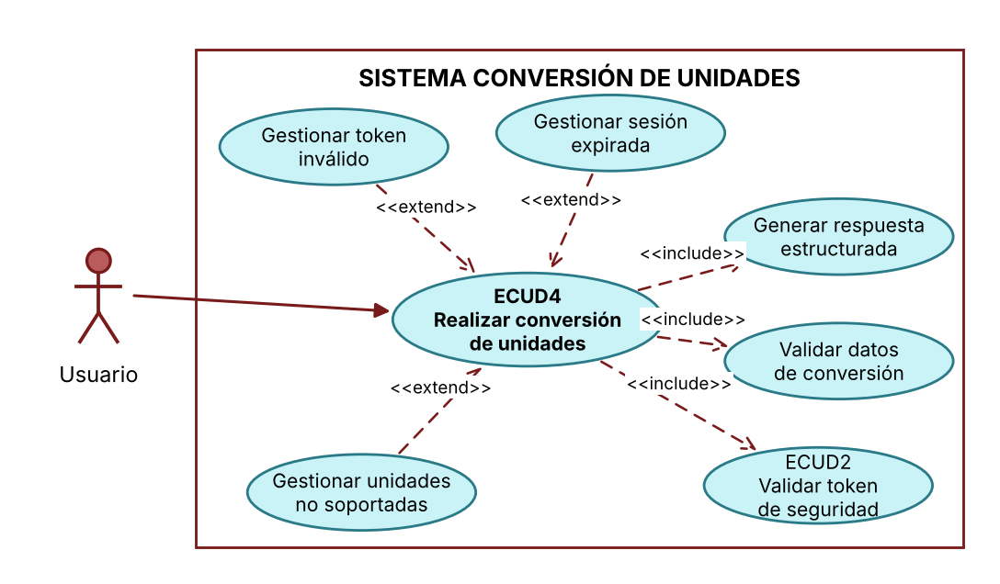 SISTEMA CONVERSIÓN DE UNIDADES
Gestionar token
inválido
Gestionar sesión
expirada
<<extend>>
<<extend>>
Generar respuesta
estructurada
<<include>>
ECUD4
Realizar conversión
de unidades
<<include>>
Validar datos
de conversión
Usuario
<<extend>>
<<include>>
Gestionar unidades
no soportadas
ECUD2
Validar token
de seguridad